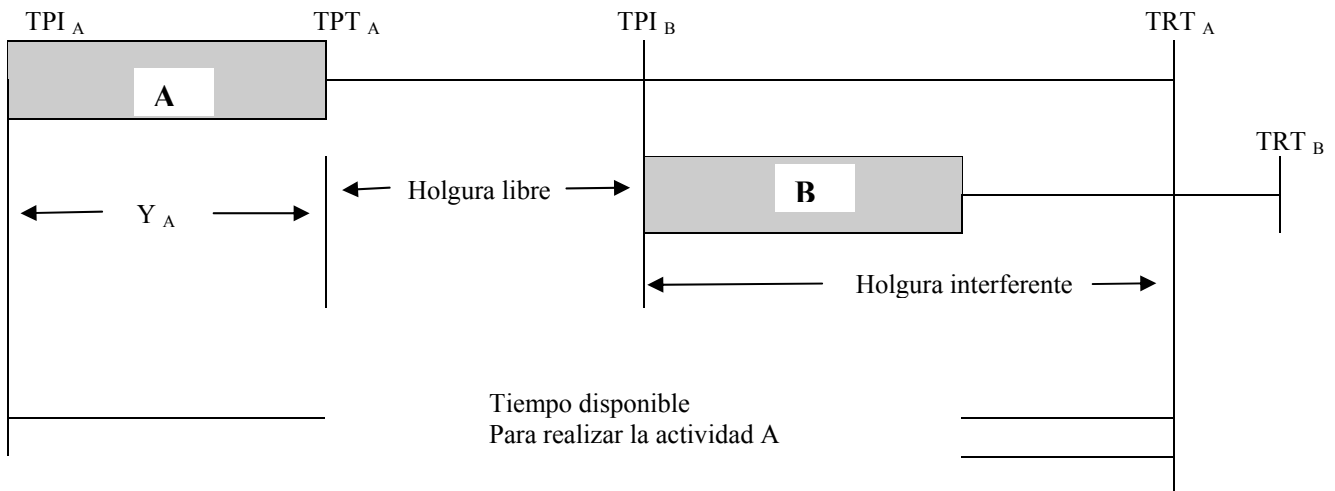 TPI A TPT A TPI B TRT A
A
TRT B
B
Holgura libre
Y A
Holgura interferente
Tiempo disponible
Para realizar la actividad A